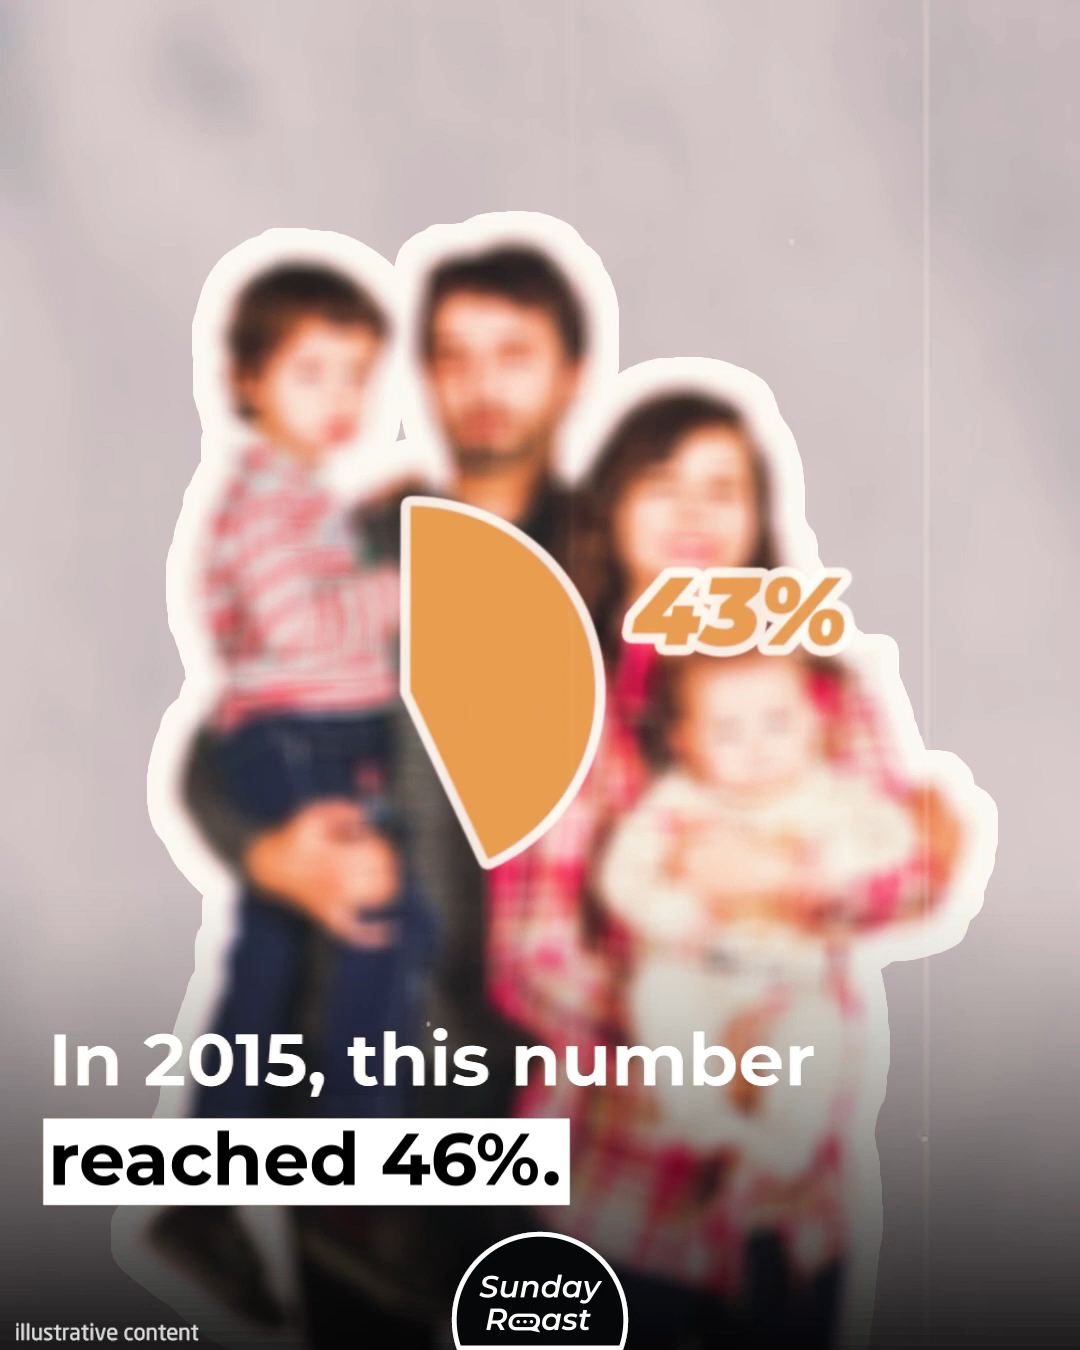 43%
In 2015, this number
reached 46%.
Sunday
Roast
illustrative content